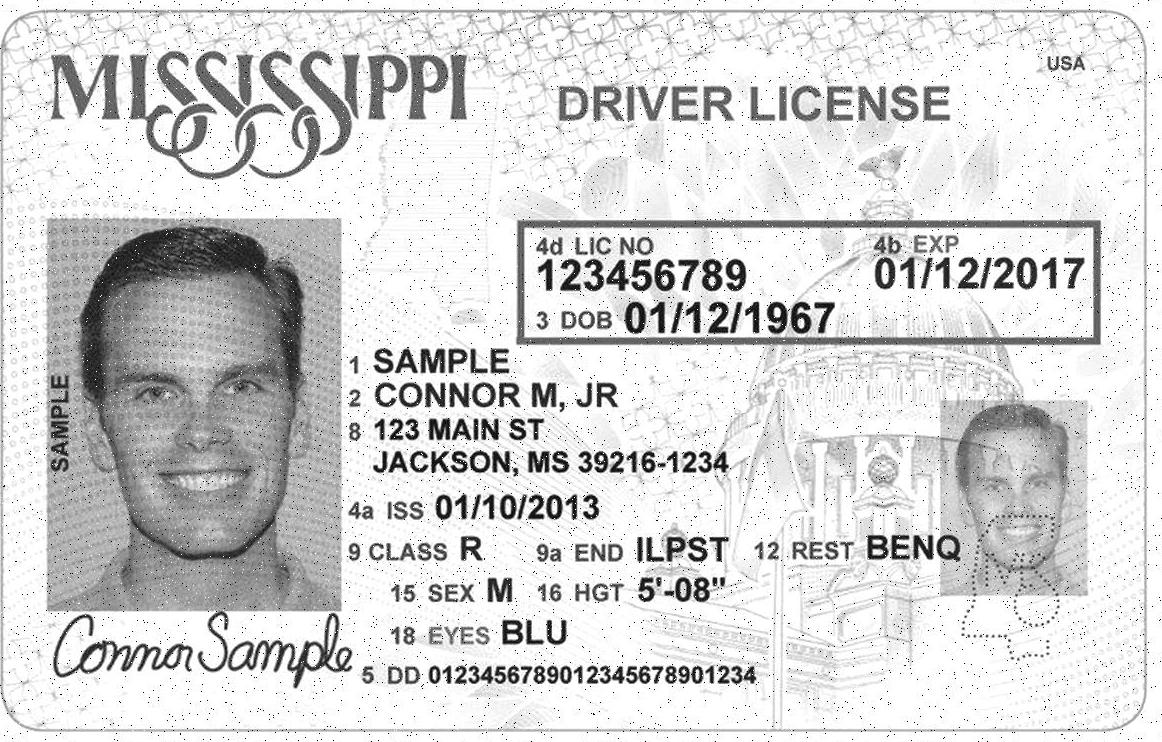 MISSISSIPPI
USA
DRIVER LICENSE
4d LIC NO
4b EXP
123456789
01/12/2017
3 DOB 01/12/1967
1 SAMPLE
2 CONNOR M, JR
8 123 MAIN ST
JACKSON, MS 39216-1234
4a ISS 01/10/2013
9 CLASS R 9a END ILPST 12 REST BENQ
15 SEX M 16 HGT 5'-08"
18 EYES BLU
5 DD 0123456789012345678901234
SAMPLE
Connor Sample